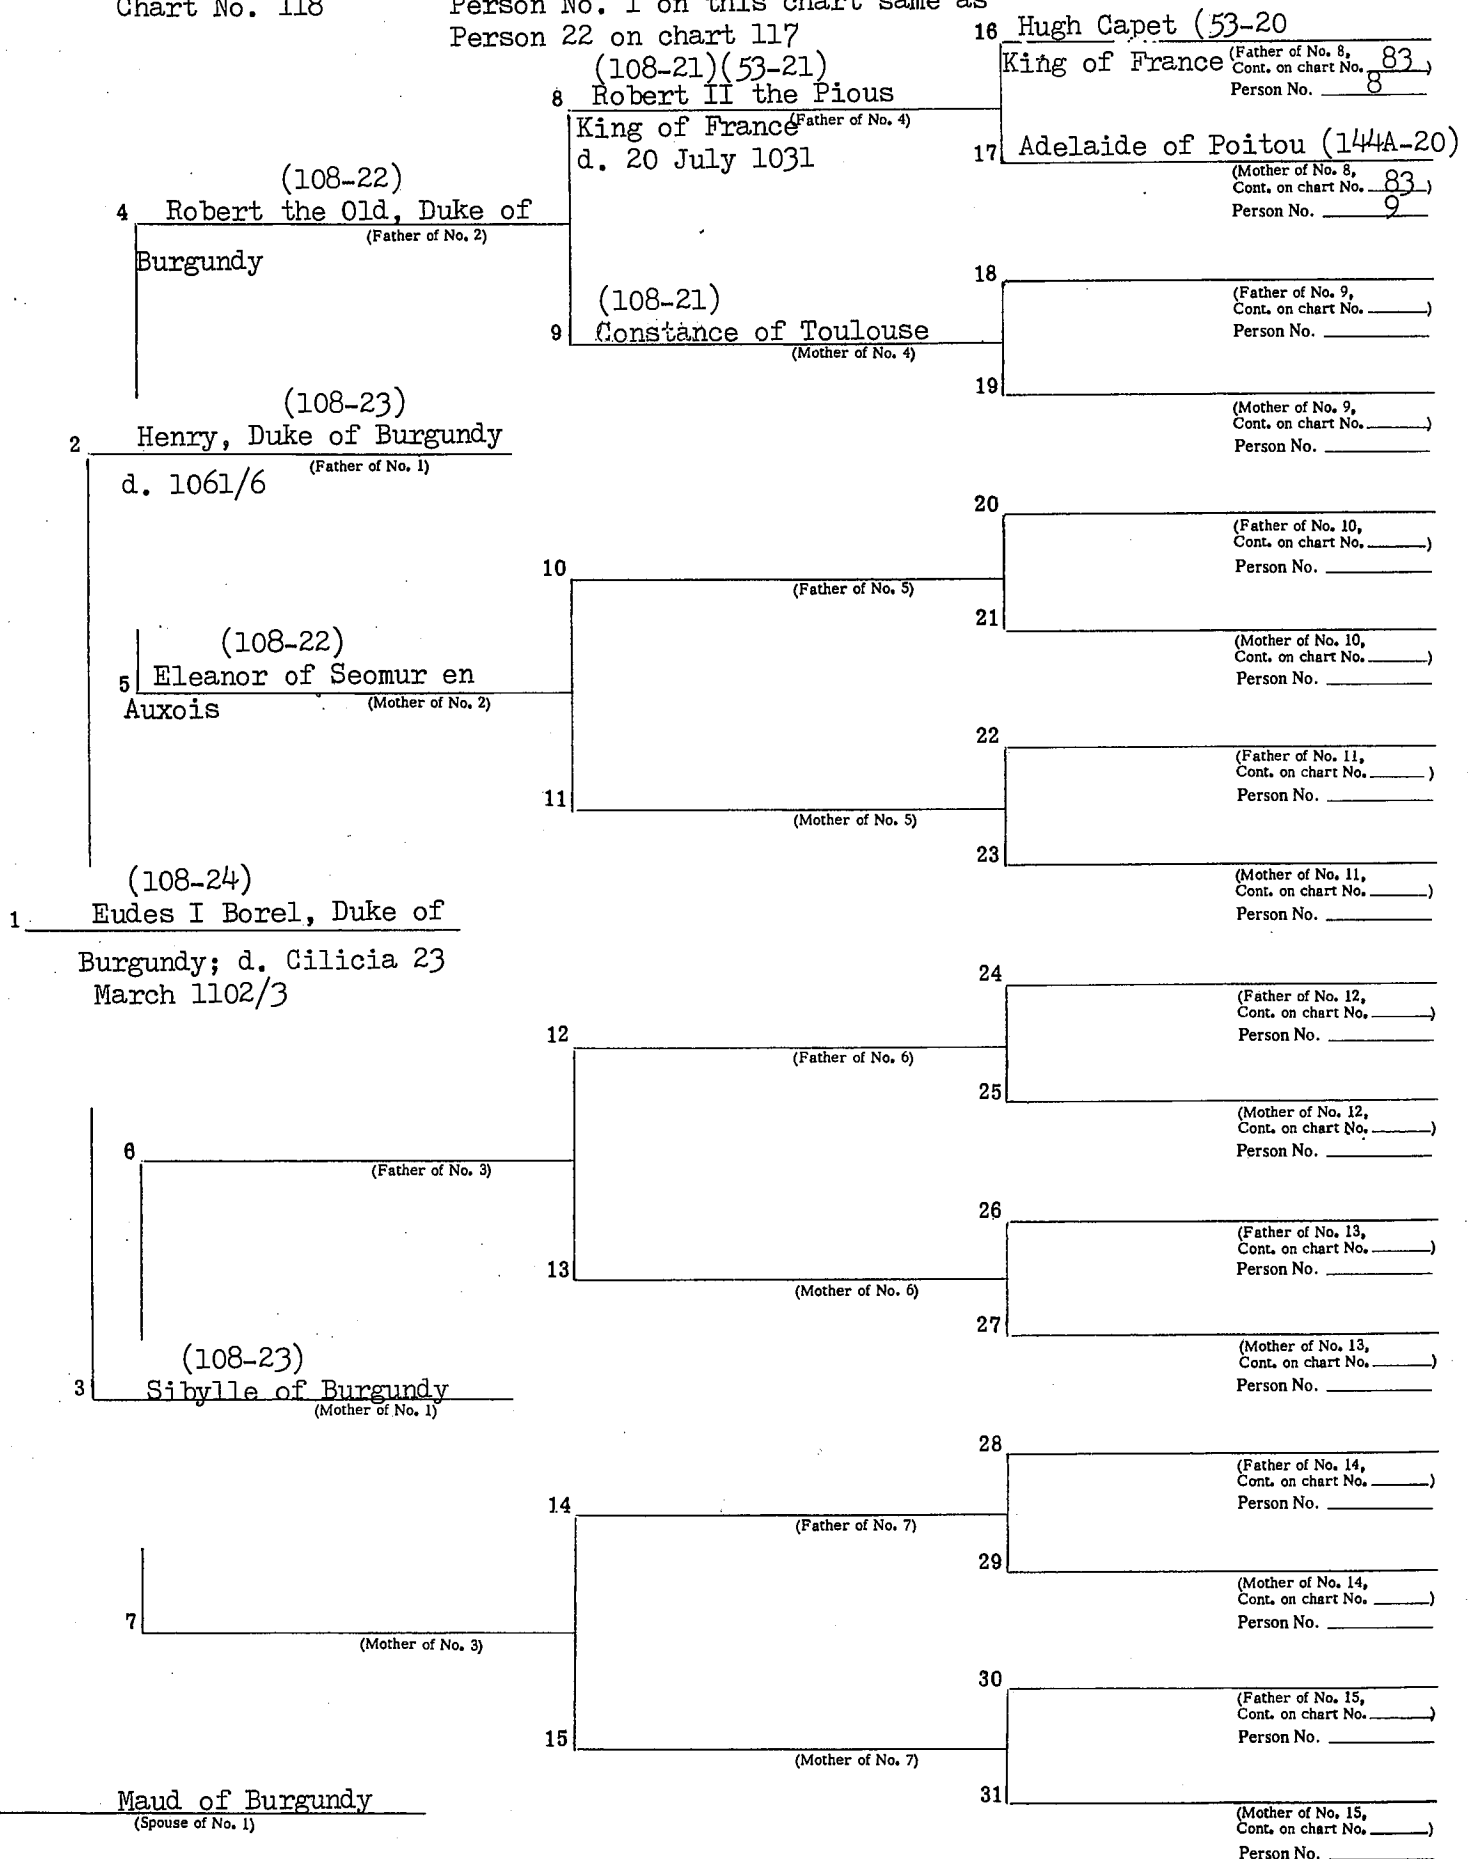 Chart No. 118
Person No. 1 on this chart same as
Person 22 on chart 117
16 Hugh Capet (53-20
King of France (Father of No. 8,
Cont. on chart No. 83)
Person No. 8
(108-21)(53-21)
8 Robert II the Pious
King of France (Father of No. 4)
d. 20 July 1031
17 Adelaide of Poitou (144A-20)
(Mother of No. 8,
Cont. on chart No. 83)
Person No. 9
(108-22)
4 Robert the Old, Duke of
(Father of No. 2)
Burgundy
18
(Father of No. 9,
Cont. on chart No. )
Person No.
(108-21)
9 Constance of Toulouse
(Mother of No. 4)
19
(Mother of No. 9,
Cont. on chart No. )
Person No.
(108-23)
2 Henry, Duke of Burgundy
(Father of No. 1)
d. 1061/6
20
(Father of No. 10,
Cont. on chart No. )
Person No.
10
(Father of No. 5)
21
(Mother of No. 10,
Cont. on chart No. )
Person No.
(108-22)
5 Eleanor of Seomur en
Auxois (Mother of No. 2)
22
(Father of No. 11,
Cont. on chart No. )
Person No.
11
(Mother of No. 5)
23
(Mother of No. 11,
Cont. on chart No. )
Person No.
(108-24)
1 Eudes I Borel, Duke of
Burgundy; d. Cilicia 23
March 1102/3
24
(Father of No. 12,
Cont. on chart No. )
Person No.
12
(Father of No. 6)
25
(Mother of No. 12,
Cont. on chart No. )
Person No.
6
(Father of No. 3)
26
(Father of No. 13,
Cont. on chart No. )
Person No.
13
(Mother of No. 6)
27
(Mother of No. 13,
Cont. on chart No. )
Person No.
(108-23)
3 Sibylle of Burgundy
(Mother of No. 1)
28
(Father of No. 14,
Cont. on chart No. )
Person No.
14
(Father of No. 7)
29
(Mother of No. 14,
Cont. on chart No. )
Person No.
7
(Mother of No. 3)
30
(Father of No. 15,
Cont. on chart No. )
Person No.
15
(Mother of No. 7)
31
(Mother of No. 15,
Cont. on chart No. )
Person No.
Maud of Burgundy
(Spouse of No. 1)